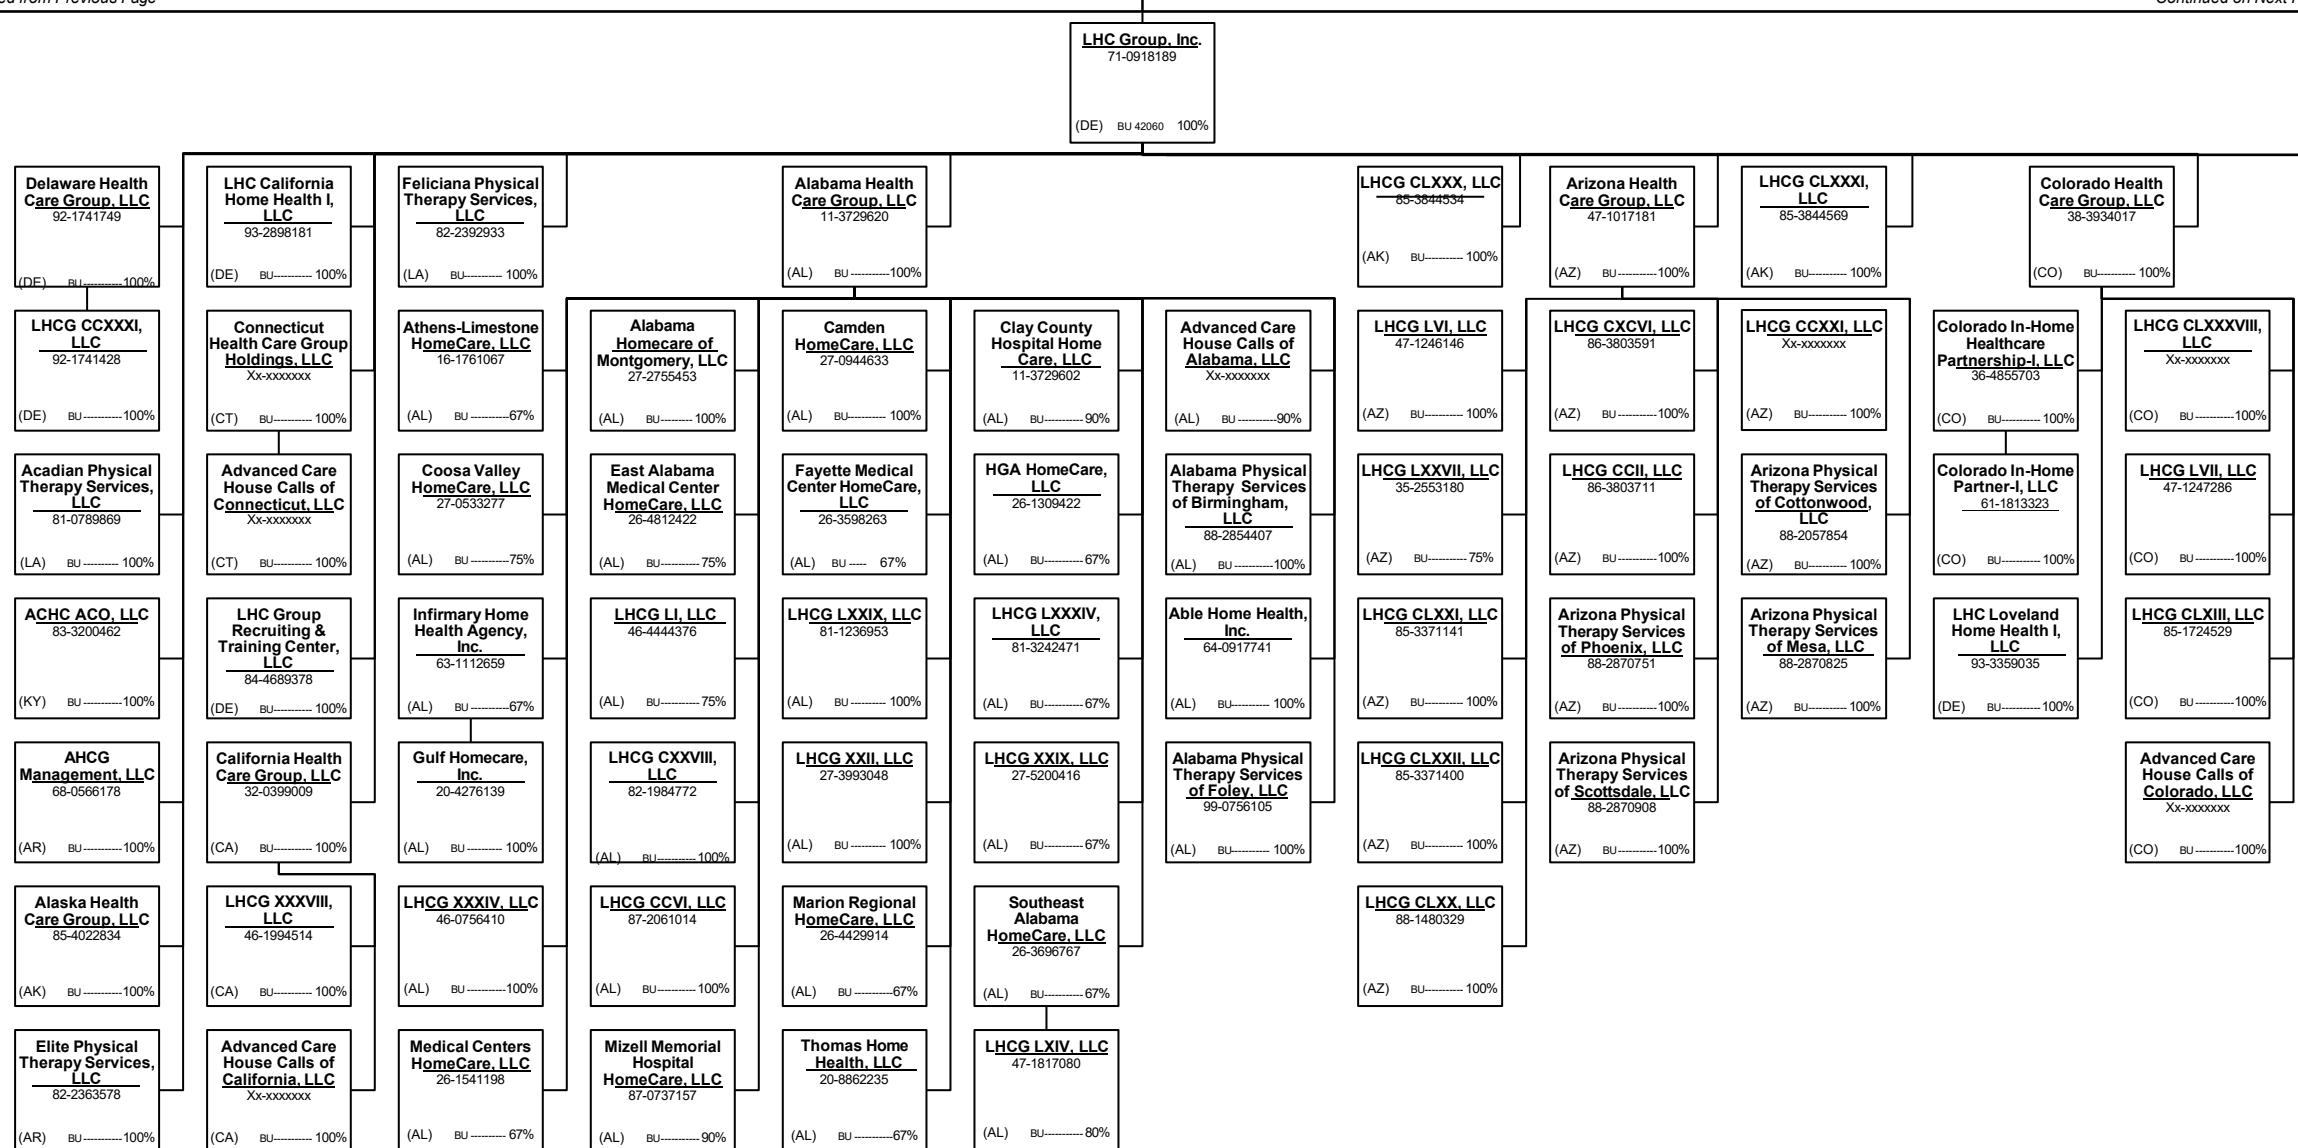 ed from Previous Page
Continued on Next
LHC Group, Inc.
71-0918189
(DE) BU 42060 100%
Delaware Health
Care Group, LLC
92-1741749
(DE) BU----------- 100%
LHC California
Home Health I,
LLC
93-2898181
(DE) BU----------- 100%
Feliciana Physical
Therapy Services,
LLC
82-2392933
(LA) BU----------- 100%
Alabama Health
Care Group, LLC
11-3729620
(AL) BU -----------100%
LHCG CLXXX, LLC
85-3844534
(AK) BU----------- 100%
Arizona Health
Care Group, LLC
47-1017181
(AZ) BU -----------100%
LHCG CLXXXI,
LLC
85-3844569
(AK) BU----------- 100%
Colorado Health
Care Group, LLC
38-3934017
(CO) BU----------- 100%
LHCG CCXXXI,
LLC
92-1741428
(DE) BU -----------100%
Connecticut
Health Care Group
Holdings, LLC
Xx-xxxxxxx
(CT) BU----------- 100%
Athens-Limestone
HomeCare, LLC
16-1761067
(AL) BU -----------67%
Alabama
Homecare of
Montgomery, LLC
27-2755453
(AL) BU---------- 100%
Camden
HomeCare, LLC
27-0944633
(AL) BU----------- 100%
Clay County
Hospital Home
Care, LLC
11-3729602
(AL) BU----------- 90%
Advanced Care
House Calls of
Alabama, LLC
Xx-xxxxxxx
(AL) BU -----------90%
LHCG LVI, LLC
47-1246146
(AZ) BU----------- 100%
LHCG CXCVI, LLC
86-3803591
(AZ) BU -----------100%
LHCG CCXXI, LLC
Xx-xxxxxxx
(AZ) BU----------- 100%
Colorado In-Home
Healthcare
Partnership-I, LLC
36-4855703
(CO) BU----------- 100%
LHCG CLXXXVIII,
LLC
Xx-xxxxxxx
(CO) BU -----------100%
Acadian Physical
Therapy Services,
LLC
81-0789869
(LA) BU ---------- 100%
Advanced Care
House Calls of
Connecticut, LLC
Xx-xxxxxxx
(CT) BU----------- 100%
Coosa Valley
HomeCare, LLC
27-0533277
(AL) BU -----------75%
East Alabama
Medical Center
HomeCare, LLC
26-4812422
(AL) BU----------- 75%
Fayette Medical
Center HomeCare,
LLC
26-3598263
(AL) BU ----- 67%
HGA HomeCare,
LLC
26-1309422
(AL) BU----------- 67%
Alabama Physical
Therapy Services
of Birmingham,
LLC
88-2854407
(AL) BU -----------100%
LHCG LXXVII, LLC
35-2553180
(AZ) BU----------- 75%
LHCG CCII, LLC
86-3803711
(AZ) BU -----------100%
Arizona Physical
Therapy Services
of Cottonwood,
LLC
88-2057854
(AZ) BU----------- 100%
Colorado In-Home
Partner-I, LLC
61-1813323
(CO) BU----------- 100%
LHCG LVII, LLC
47-1247286
(CO) BU -----------100%
ACHC ACO, LLC
83-3200462
(KY) BU -----------100%
LHC Group
Recruiting &
Training Center,
LLC
84-4689378
(DE) BU----------- 100%
Infirmary Home
Health Agency,
Inc.
63-1112659
(AL) BU -----------67%
LHCG LI, LLC
46-4444376
(AL) BU----------- 75%
LHCG LXXIX, LLC
81-1236953
(AL) BU ---------- 100%
LHCG LXXXIV,
LLC
81-3242471
(AL) BU----------- 67%
Able Home Health,
Inc.
64-0917741
(AL) BU----------- 100%
LHCG CLXXI, LLC
85-3371141
(AZ) BU----------- 100%
Arizona Physical
Therapy Services
of Phoenix, LLC
88-2870751
(AZ) BU -----------100%
Arizona Physical
Therapy Services
of Mesa, LLC
88-2870825
(AZ) BU----------- 100%
LHC Loveland
Home Health I,
LLC
93-3359035
(DE) BU -----------100%
LHCG CLXIII, LLC
85-1724529
(CO) BU -----------100%
AHCG
Management, LLC
68-0566178
(AR) BU -----------100%
California Health
Care Group, LLC
32-0399009
(CA) BU----------- 100%
Gulf Homecare,
Inc.
20-4276139
(AL) BU ---------- 100%
LHCG CXXVIII,
LLC
82-1984772
(AL) BU----------- 100%
LHCG XXII, LLC
27-3993048
(AL) BU ---------- 100%
LHCG XXIX, LLC
27-5200416
(AL) BU----------- 67%
Alabama Physical
Therapy Services
of Foley, LLC
99-0756105
(AL) BU----------- 100%
LHCG CLXXII, LLC
85-3371400
(AZ) BU----------- 100%
Arizona Physical
Therapy Services
of Scottsdale, LLC
88-2870908
(AZ) BU -----------100%
Advanced Care
House Calls of
Colorado, LLC
Xx-xxxxxxx
(CO) BU -----------100%
Alaska Health
Care Group, LLC
85-4022834
(AK) BU -----------100%
LHCG XXXVIII,
LLC
46-1994514
(CA) BU----------- 100%
LHCG XXXIV, LLC
46-0756410
(AL) BU -----------100%
LHCG CCVI, LLC
87-2061014
(AL) BU----------- 100%
Marion Regional
HomeCare, LLC
26-4429914
(AL) BU -----------67%
Southeast
Alabama
HomeCare, LLC
26-3696767
(AL) BU----------- 67%
LHCG CLXX, LLC
88-1480329
(AZ) BU----------- 100%
Elite Physical
Therapy Services,
LLC
82-2363578
(AR) BU -----------100%
Advanced Care
House Calls of
California, LLC
Xx-xxxxxxx
(CA) BU----------- 100%
Medical Centers
HomeCare, LLC
26-1541198
(AL) BU ---------- 67%
Mizell Memorial
Hospital
HomeCare, LLC
87-0737157
(AL) BU----------- 90%
Thomas Home
Health, LLC
20-8862235
(AL) BU -----------67%
LHCG LXIV, LLC
47-1817080
(AL) BU----------- 80%